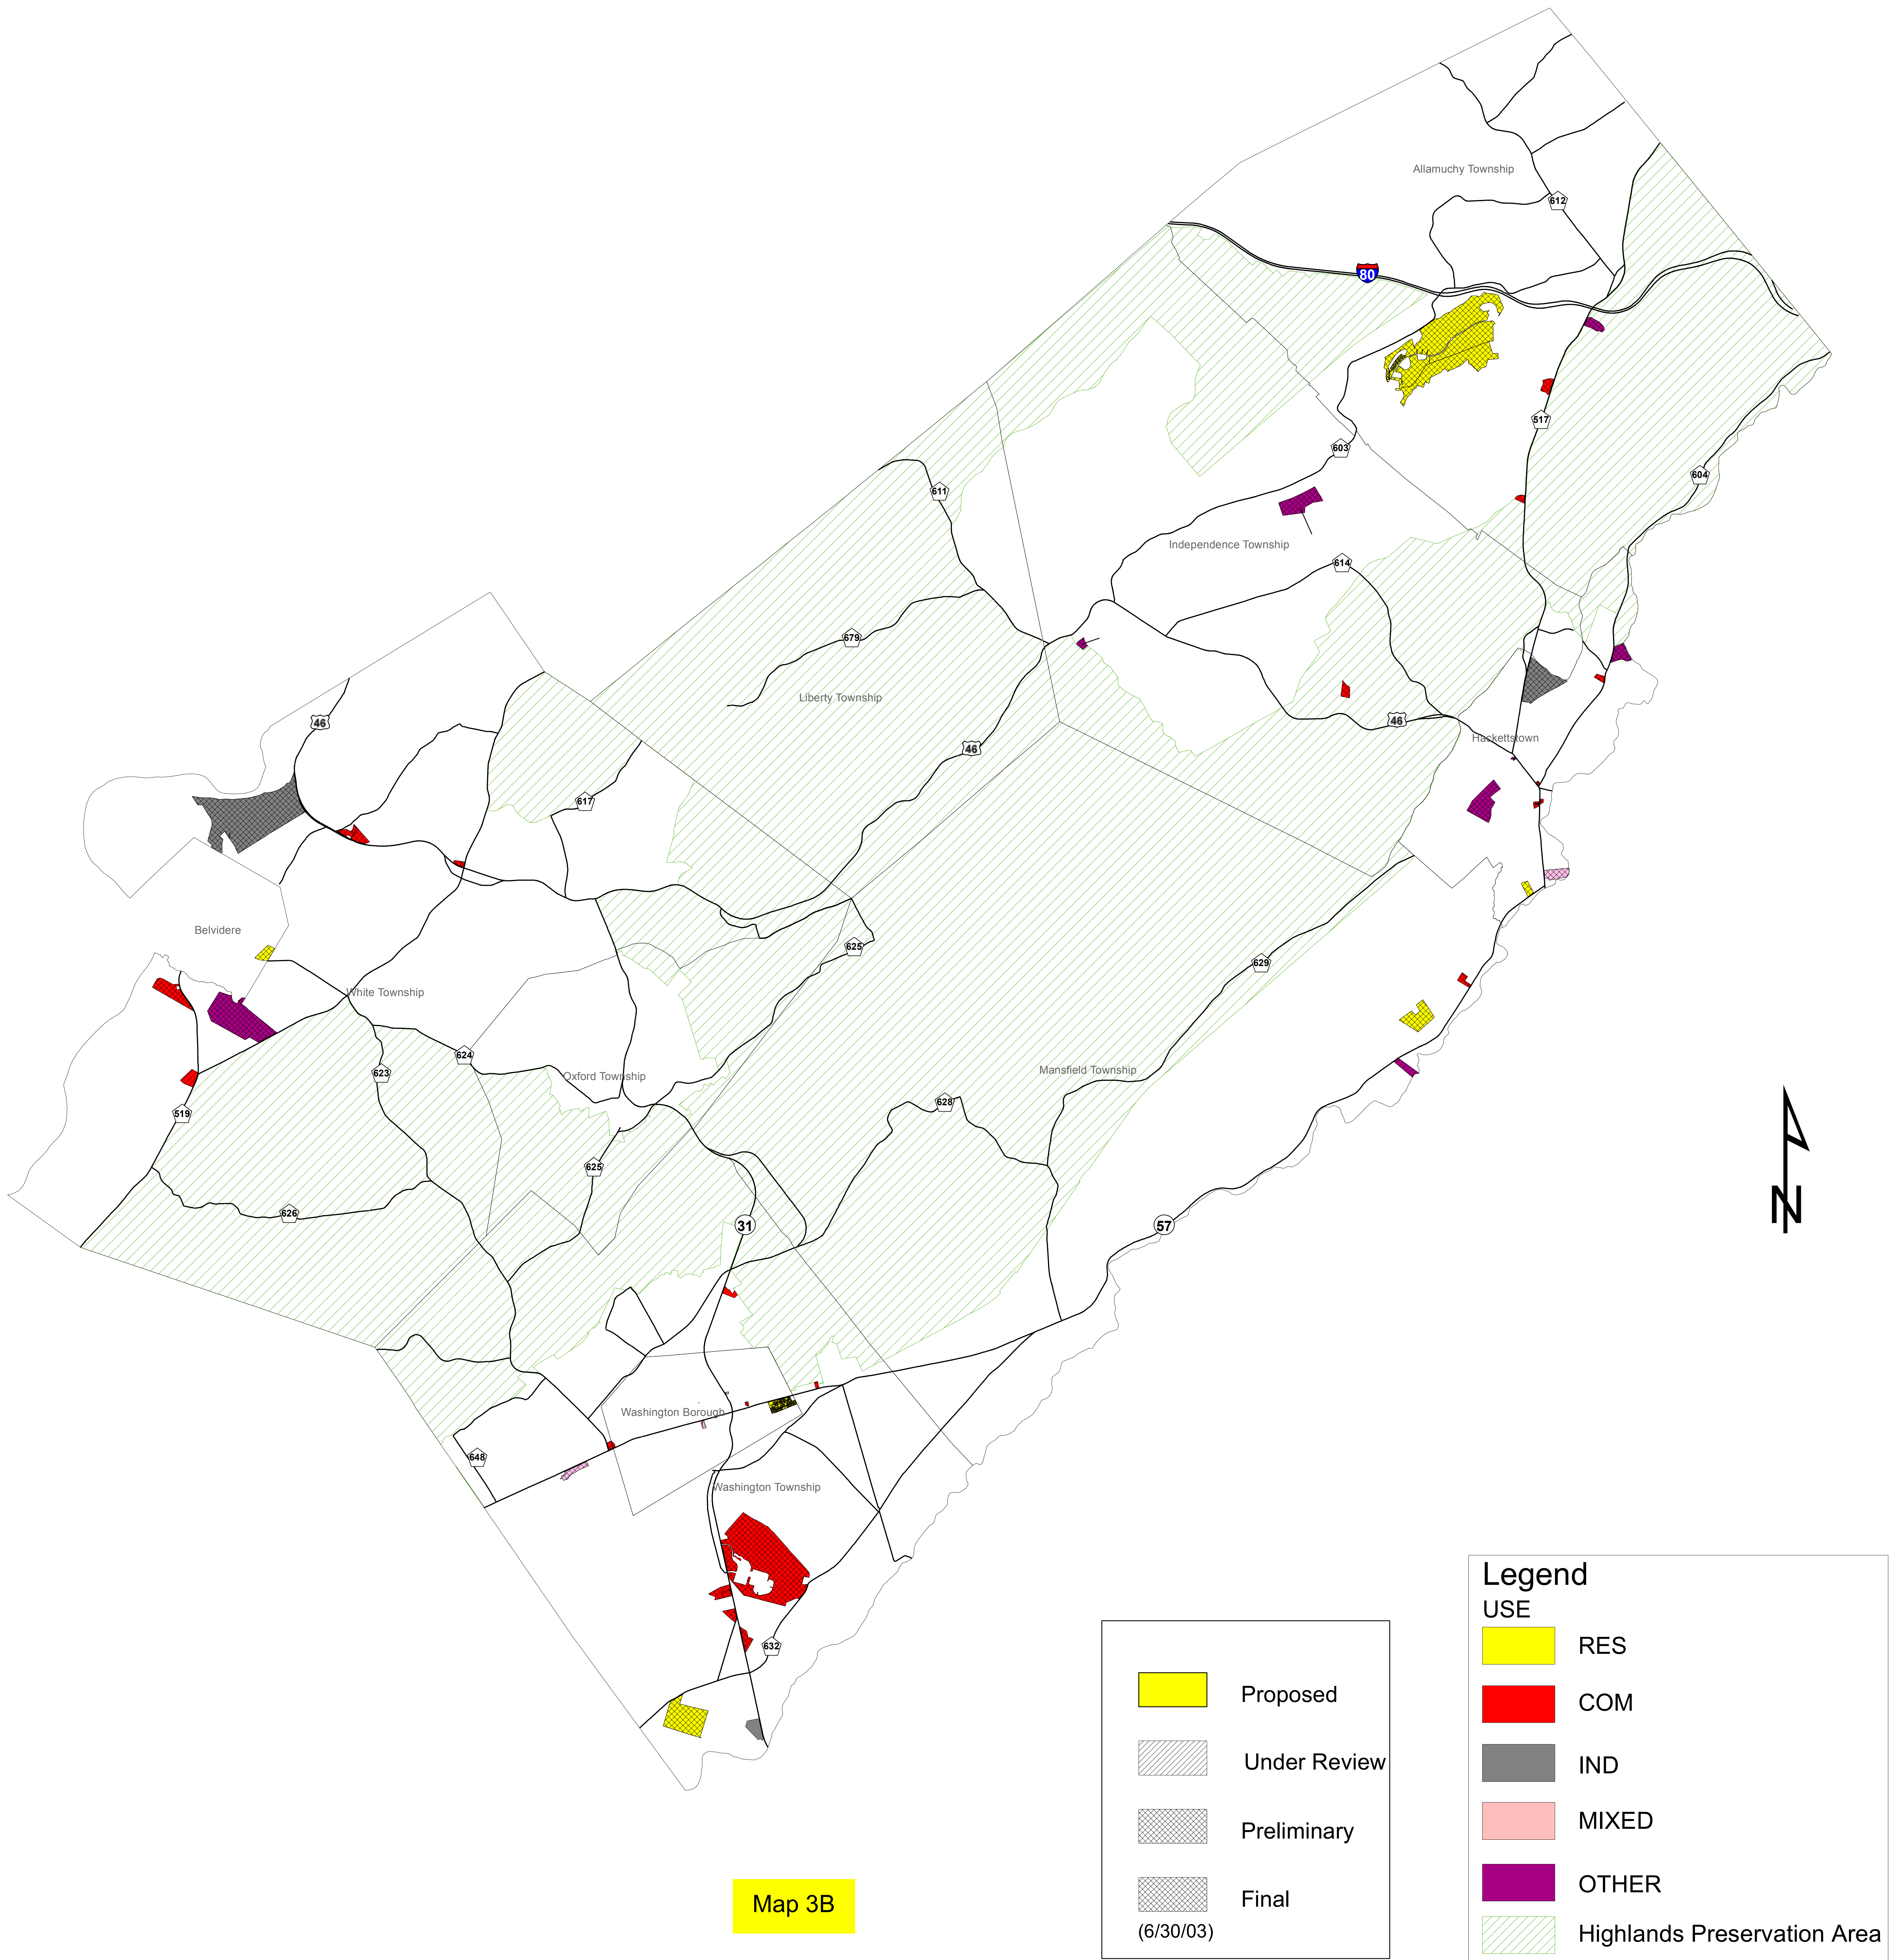 Allamuchy Township
612
80
517
603
604
611
Independence Township
614
679
Liberty Township
46
46
46
Hackettstown
617
Belvidere
625
629
White Township
624
623
Oxford Township
Mansfield Township
628
519
625
626
31
57
Washington Borough
648
Washington Township
632
N
Map 3B
Proposed
Under Review
Preliminary
Final
(6/30/03)
Legend
USE
RES
COM
IND
MIXED
OTHER
Highlands Preservation Area